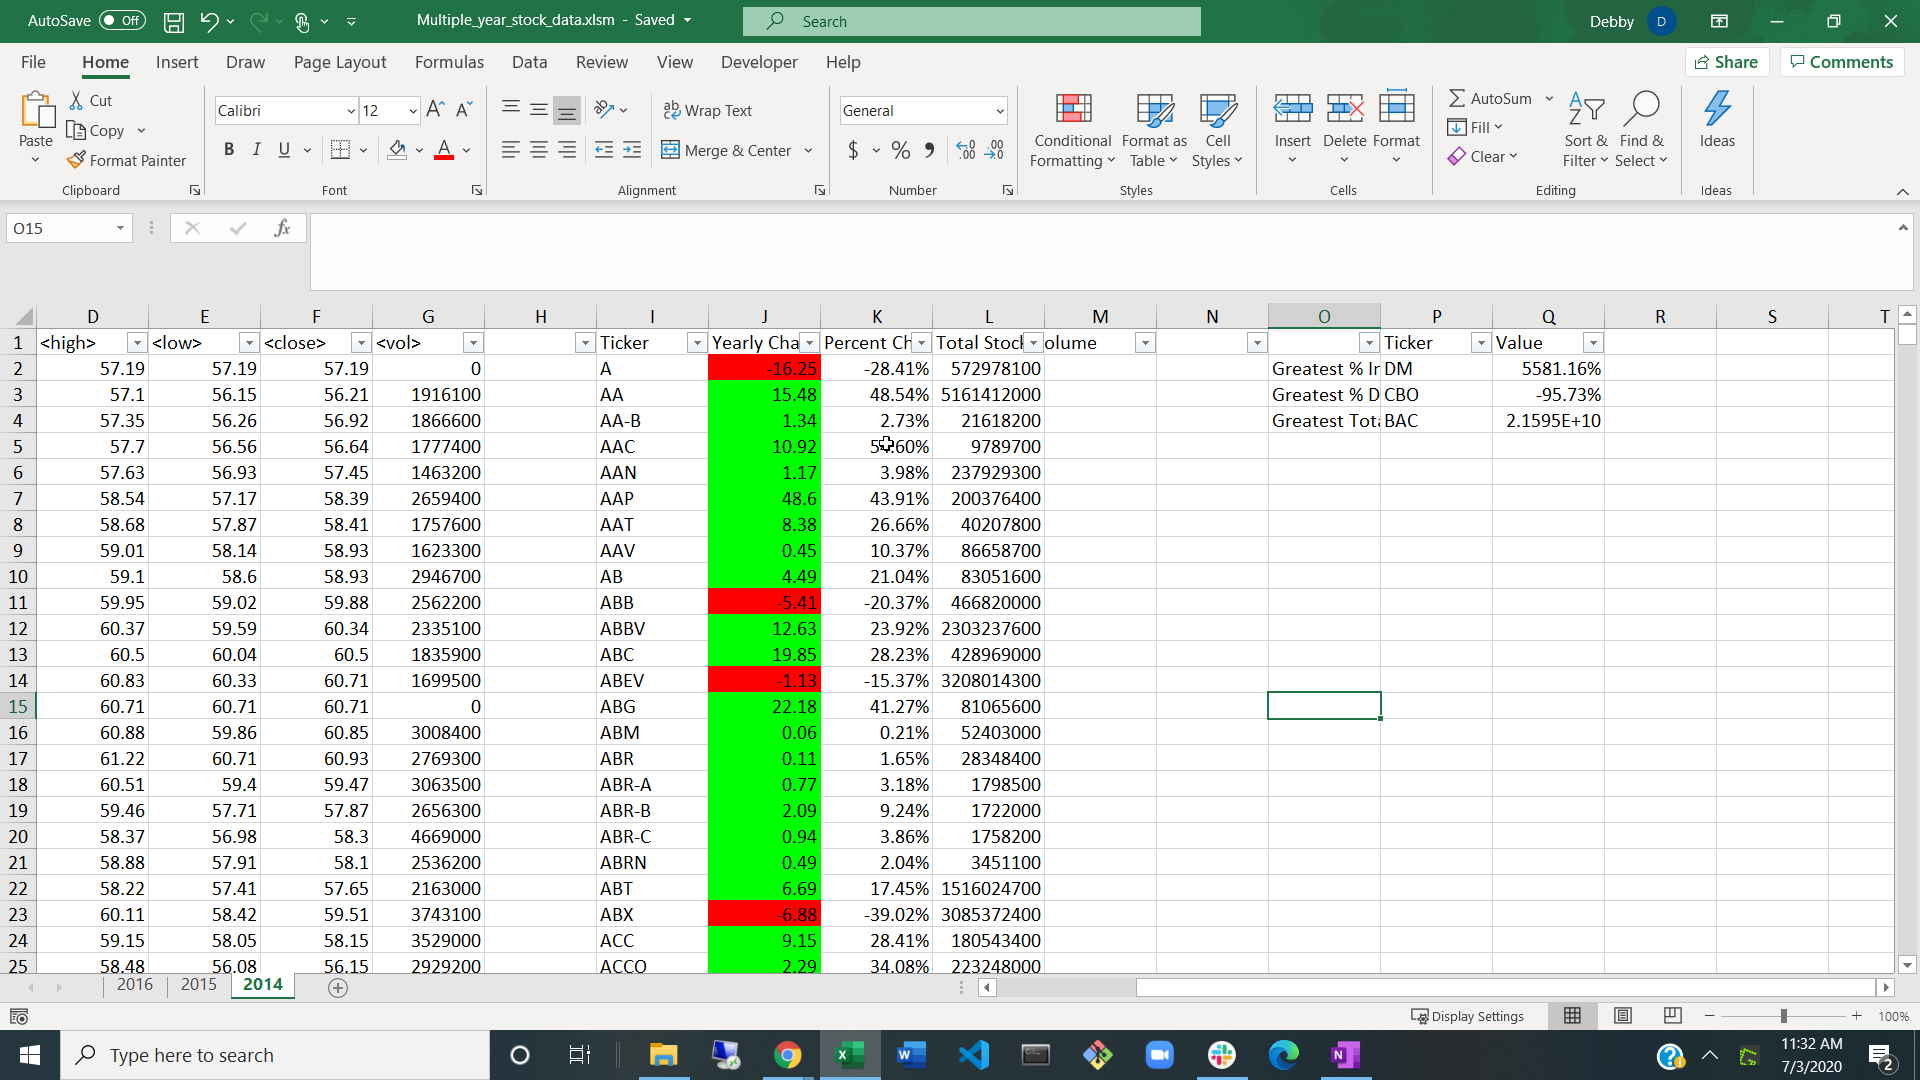 AutoSave Off Multiple_year_stock_data.xlsm - Saved Search Debby D
File Home Insert Draw Page Layout Formulas Data Review View Developer Help Share Comments
Paste Cut Copy Format Painter Clipboard
Calibri 12 A A B I U A Font
ab Wrap Text Merge & Center Alignment
General $ % 9 Number
Conditional Formatting Format as Table Cell Styles Styles
Insert Delete Format Cells
AutoSum Fill Clear Sort & Filter Find & Select Editing
Ideas Ideas
O15 fx
D E F G H I J K L M N O P Q R S T
1 <high> <low> <close> <vol> Ticker Yearly Cha Percent Ch Total Stock olume Ticker Value
2 57.19 57.19 57.19 0 A -16.25 -28.41% 572978100 Greatest % In DM 5581.16%
3 57.1 56.15 56.21 1916100 AA 15.48 48.54% 5161412000 Greatest % D CBO -95.73%
4 57.35 56.26 56.92 1866600 AA-B 1.34 2.73% 21618200 Greatest Tota BAC 2.1595E+10
5 57.7 56.56 56.64 1777400 AAC 10.92 9789700
6 57.63 56.93 57.45 1463200 AAN 1.17 3.98% 237929300
7 58.54 57.17 58.39 2659400 AAP 48.6 43.91% 200376400
8 58.68 57.87 58.41 1757600 AAT 8.38 26.66% 40207800
9 59.01 58.14 58.93 1623300 AAV 0.45 10.37% 86658700
10 59.1 58.6 58.93 2946700 AB 4.49 21.04% 83051600
11 59.95 59.02 59.88 2562200 ABB -5.41 -20.37% 466820000
12 60.37 59.59 60.34 2335100 ABBV 12.63 23.92% 2303237600
13 60.5 60.04 60.5 1835900 ABC 19.85 28.23% 428969000
14 60.83 60.33 60.71 1699500 ABEV -1.13 -15.37% 3208014300
15 60.71 60.71 60.71 0 ABG 22.18 41.27% 81065600
16 60.88 59.86 60.85 3008400 ABM 0.06 0.21% 52403000
17 61.22 60.71 60.93 2769300 ABR 0.11 1.65% 28348400
18 60.51 59.4 59.47 3063500 ABR-A 0.77 3.18% 1798500
19 59.46 57.71 57.87 2656300 ABR-B 2.09 9.24% 1722000
20 58.37 56.98 58.3 4669000 ABR-C 0.94 3.86% 1758200
21 58.88 57.91 58.1 2536200 ABRN 0.49 2.04% 3451100
22 58.22 57.41 57.65 2163000 ABT 6.69 17.45% 1516024700
23 60.11 58.42 59.51 3743100 ABX -6.88 -39.02% 3085372400
24 59.15 58.05 58.15 3529000 ACC 9.15 28.41% 180543400
25 58.48 56.08 56.15 2929200 ACCO 2.29 34.08% 223248000
2016 2015 2014
Display Settings 100%
Type here to search 11:32 AM
7/3/2020 2